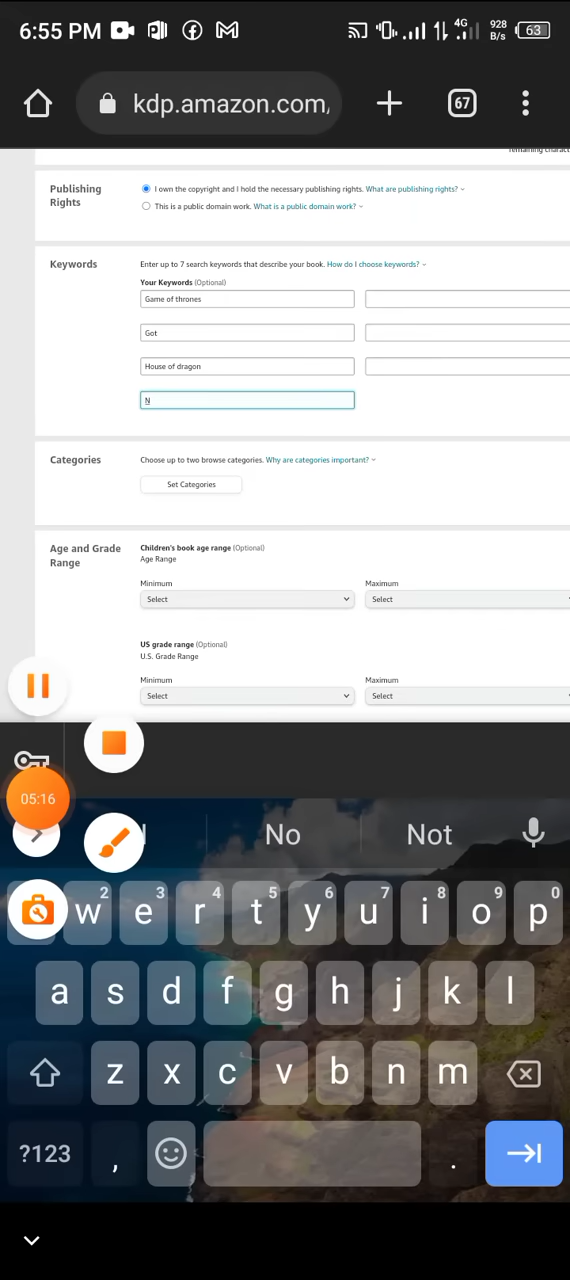 6:55 PM
4G
928 B/s
63
kdp.amazon.com,
67
Publishing Rights
I own the copyright and I hold the necessary publishing rights. What are publishing rights?
This is a public domain work. What is a public domain work?
Keywords
Enter up to 7 search keywords that describe your book. How do I choose keywords?
Your Keywords (Optional)
Game of thrones
Got
House of dragon
N
Categories
Choose up to two browse categories. Why are categories important?
Set Categories
Age and Grade Range
Children's book age range (Optional)
Age Range
Minimum
Maximum
Select
Select
US grade range (Optional)
U.S. Grade Range
Minimum
Maximum
Select
Select
05:16
No
Not
w 2 e 3 r 4 t 5 y 6 u 7 i 8 o 9 p 0
a s d f g h j k l
z x c v b n m
?123 , .